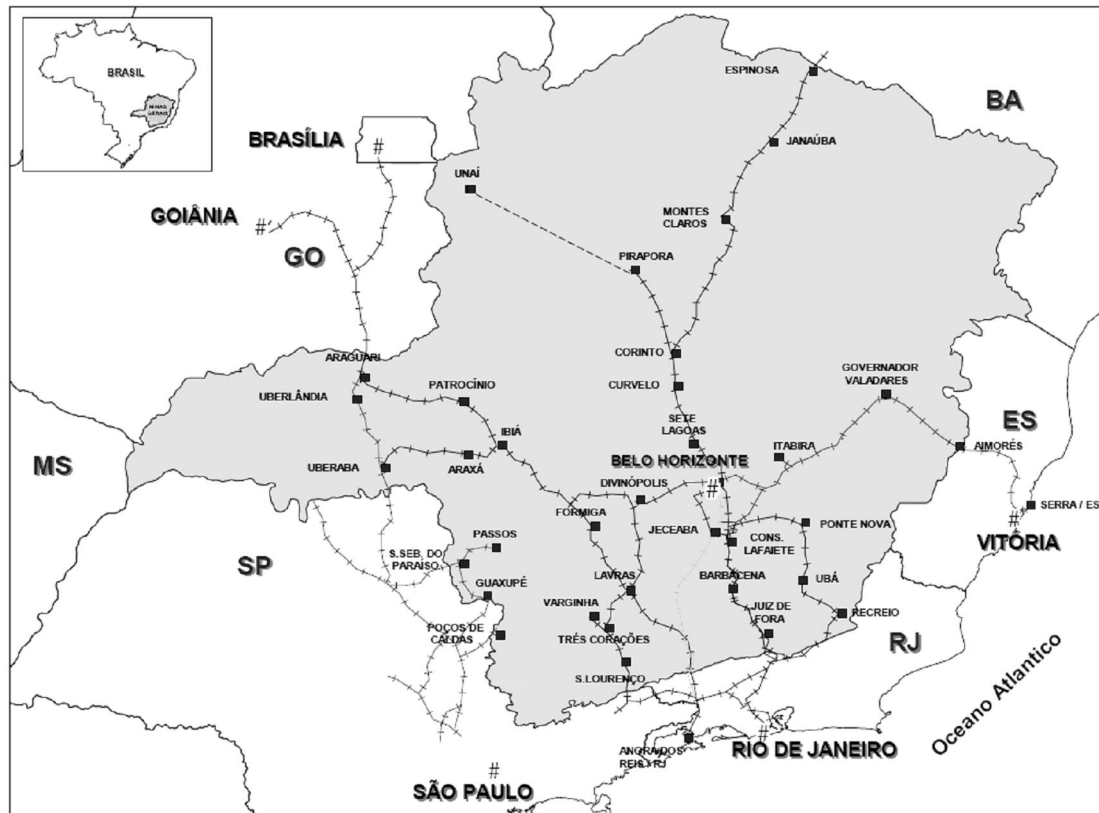 BRASIL
MINAS
GERAIS
ESPINOSA
BA
BRASÍLIA
#
JANAÚBA
UNAÍ
GOIÂNIA
#
MONTES
CLAROS
GO
PIRAPORA
CORINTO
ARAGUARI
GOVERNADOR
VALADARES
PATROCÍNIO
CURVELO
UBERLÂNDIA
SETE
LAGOAS
ES
IBIÁ
ITABIRA
AIMORÉS
MS
BELO HORIZONTE
#
UBERABA
ARAXÁ
DIVINÓPOLIS
SERRA / ES
FORMIGA
PONTE NOVA
#
VITÓRIA
JECEABA
PASSOS
CONS.
LAFAIETE
S.SEB. DO
PARAISO
SP
LAVRAS
BARBACENA
UBÁ
GUAXUPÉ
VARGINHA
JUIZ DE
FORA
RECREIO
POÇOS DE
CALDAS
TRÉS CORAÇÕES
RJ
S.LOURENÇO
Oceano Atlantico
#
RIO DE JANEIRO
ANGRA DOS
REIS / RJ
#
SÃO PAULO